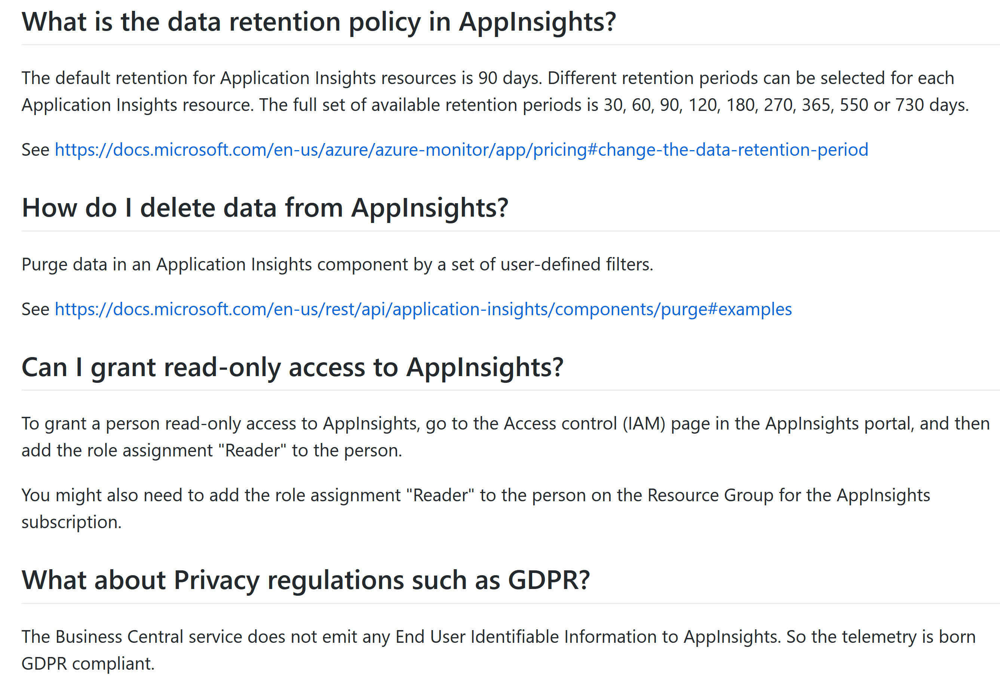 What is the data retention policy in AppInsights?
The default retention for Application Insights resources is 90 days. Different retention periods can be selected for each
Application Insights resource. The full set of available retention periods is 30, 60, 90, 120, 180, 270, 365, 550 or 730 days.
See https://docs.microsoft.com/en-us/azure/azure-monitor/app/pricing#change-the-data-retention-period
How do I delete data from AppInsights?
Purge data in an Application Insights component by a set of user-defined filters.
See https://docs.microsoft.com/en-us/rest/api/application-insights/components/purge#examples
Can I grant read-only access to AppInsights?
To grant a person read-only access to AppInsights, go to the Access control (IAM) page in the AppInsights portal, and then
add the role assignment "Reader" to the person.
You might also need to add the role assignment "Reader" to the person on the Resource Group for the AppInsights
subscription.
What about Privacy regulations such as GDPR?
The Business Central service does not emit any End User Identifiable Information to AppInsights. So the telemetry is born
GDPR compliant.